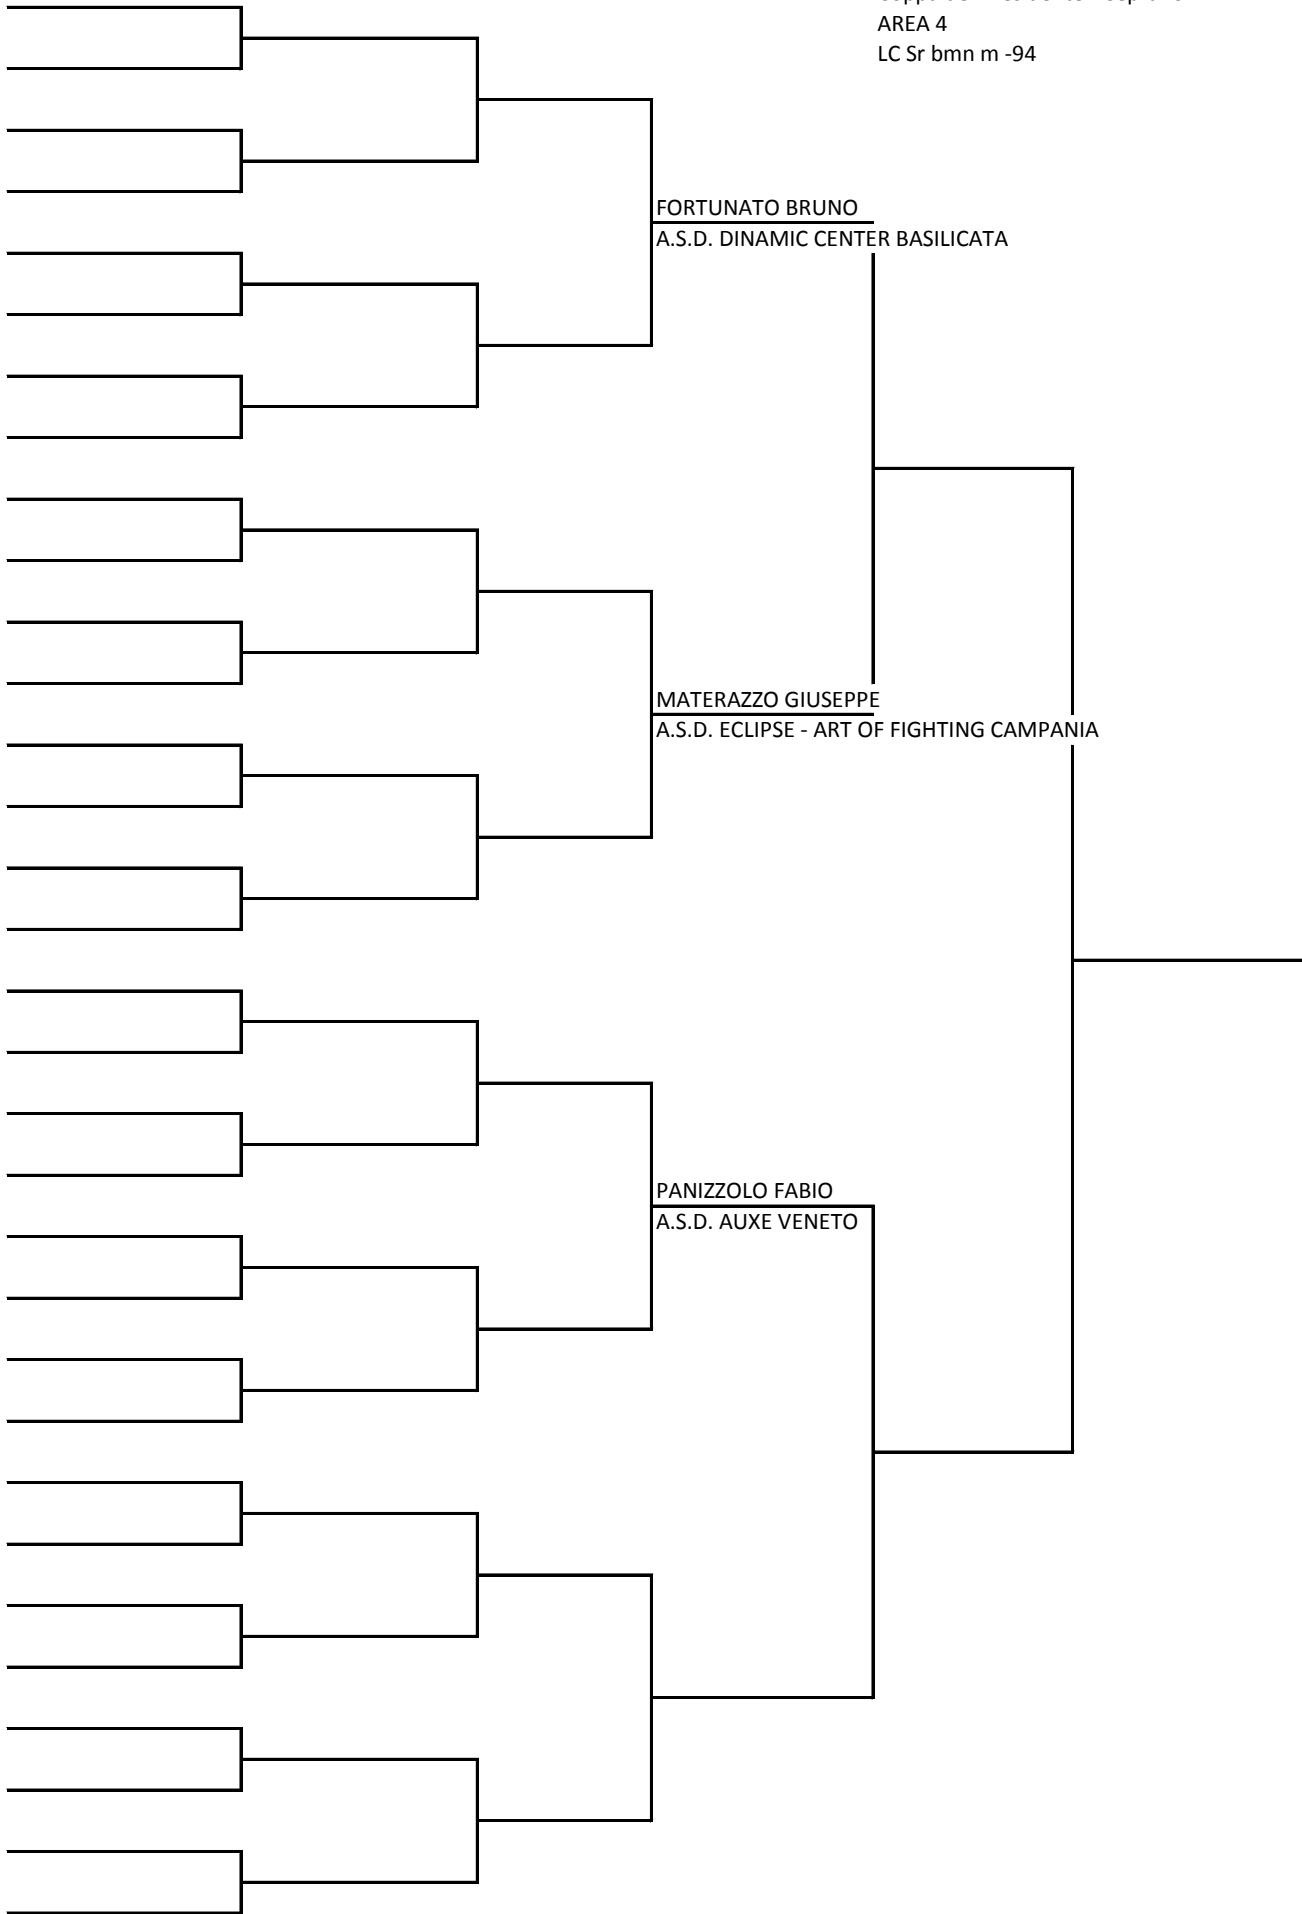 AREA 4
LC Sr bmn m -94
FORTUNATO BRUNO
A.S.D. DINAMIC CENTER BASILICATA
MATERAZZO GIUSEPPE
A.S.D. ECLIPSE - ART OF FIGHTING CAMPANIA
PANIZZOLO FABIO
A.S.D. AUXE VENETO